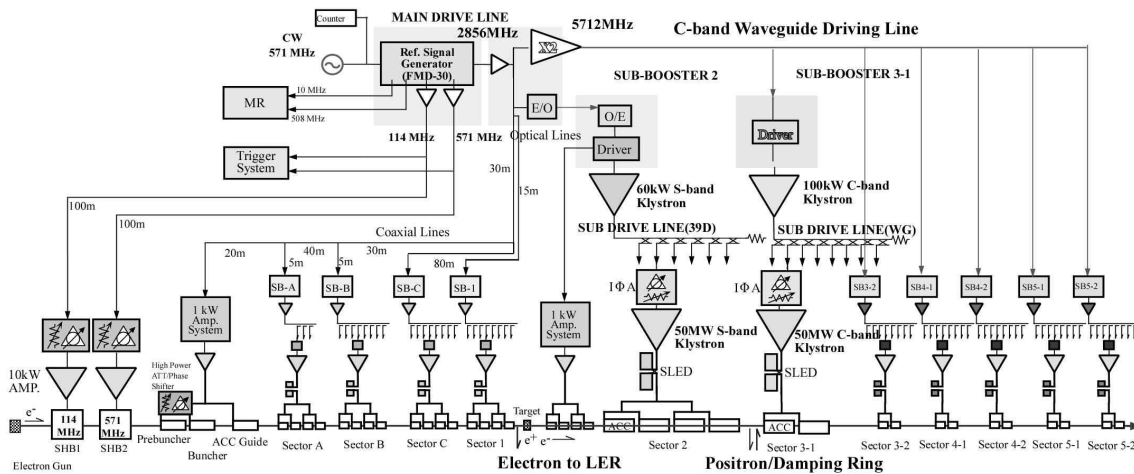 Counter
MAIN DRIVE LINE
5712MHz
C-band Waveguide Driving Line
CW
571 MHz
2856MHz
X2
Ref. Signal
Generator
(FMD-30)
SUB-BOOSTER 2
SUB-BOOSTER 3-1
10 MHz
MR
508 MHz
E/O
O/E
114 MHz
571 MHz
Optical Lines
Driver
Driver
Trigger
System
30m
15m
60kW S-band
Klystron
100kW C-band
Klystron
100m
100m
SUB DRIVE LINE(39D)
SUB DRIVE LINE(WG)
Coaxial Lines
20m
40m
30m
5m
5m
80m
SB-A
SB-B
SB-C
SB-1
IΦA
IΦA
SB3-2
SB4-1
SB4-2
SB5-1
SB5-2
1 kW
Amp.
System
1 kW
Amp.
System
50MW S-band
Klystron
50MW C-band
Klystron
10kW
AMP.
High Power
ATT/Phase
Shifter
SLED
SLED
e-
114
MHz
571
MHz
Target
e+ e-
ACC
ACC
SHB1
SHB2
Prebuncher
Buncher
ACC Guide
Sector A
Sector B
Sector C
Sector 1
Sector 2
Sector 3-1
Sector 3-2
Sector 4-1
Sector 4-2
Sector 5-1
Sector 5-2
Electron Gun
Electron to LER
Positron/Damping Ring